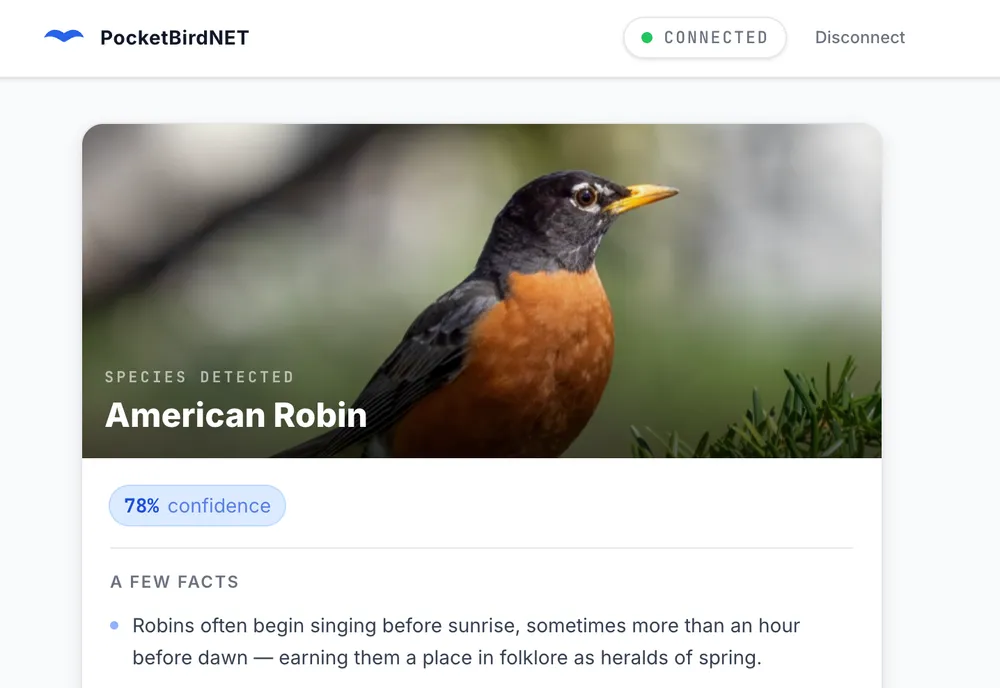 PocketBirdNET
CONNECTED
Disconnect
SPECIES DETECTED
American Robin
78% confidence
A FEW FACTS
Robins often begin singing before sunrise, sometimes more than an hour
before dawn — earning them a place in folklore as heralds of spring.